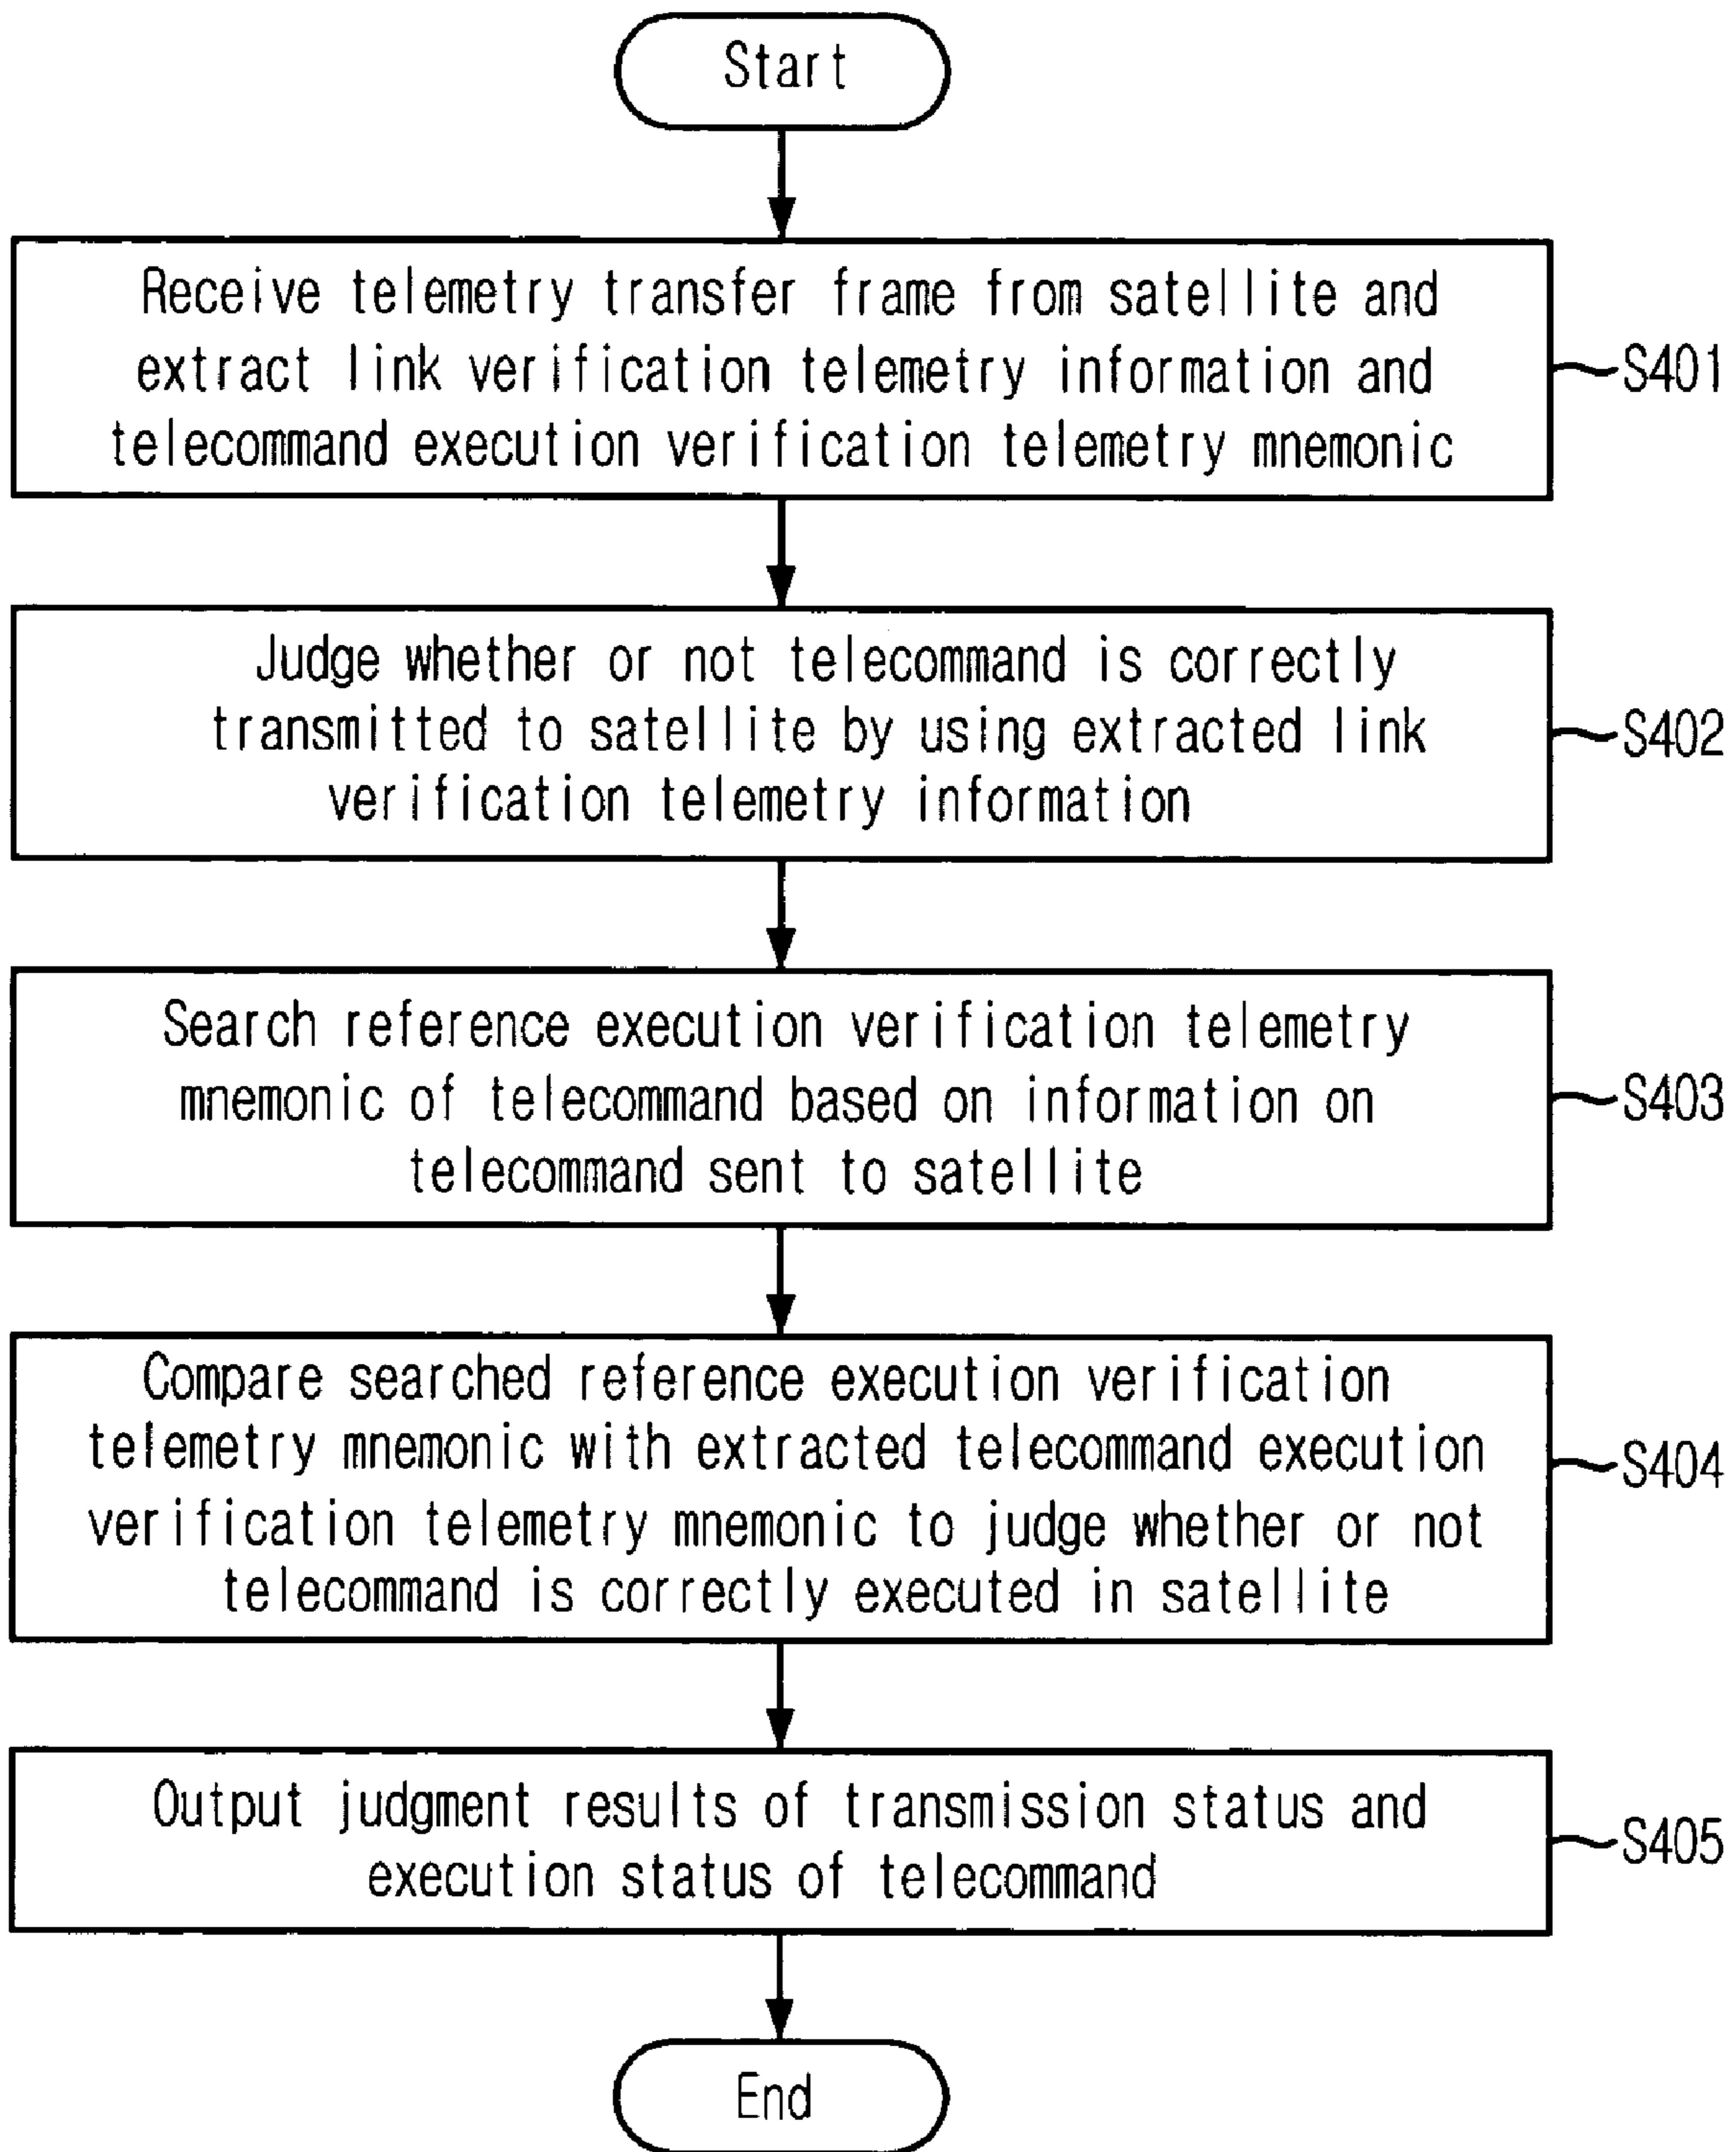 Start
Receive telemetry transfer frame from satellite and
extract link verification telemetry information and
telecommand execution verification telemetry mnemonic
S401
Judge whether or not telecommand is correctly
transmitted to satellite by using extracted link
verification telemetry information
S402
Search reference execution verification telemetry
mnemonic of telecommand based on information on
telecommand sent to satellite
S403
Compare searched reference execution verification
telemetry mnemonic with extracted telecommand execution
verification telemetry mnemonic to judge whether or not
telecommand is correctly executed in satellite
S404
Output judgment results of transmission status and
execution status of telecommand
S405
End